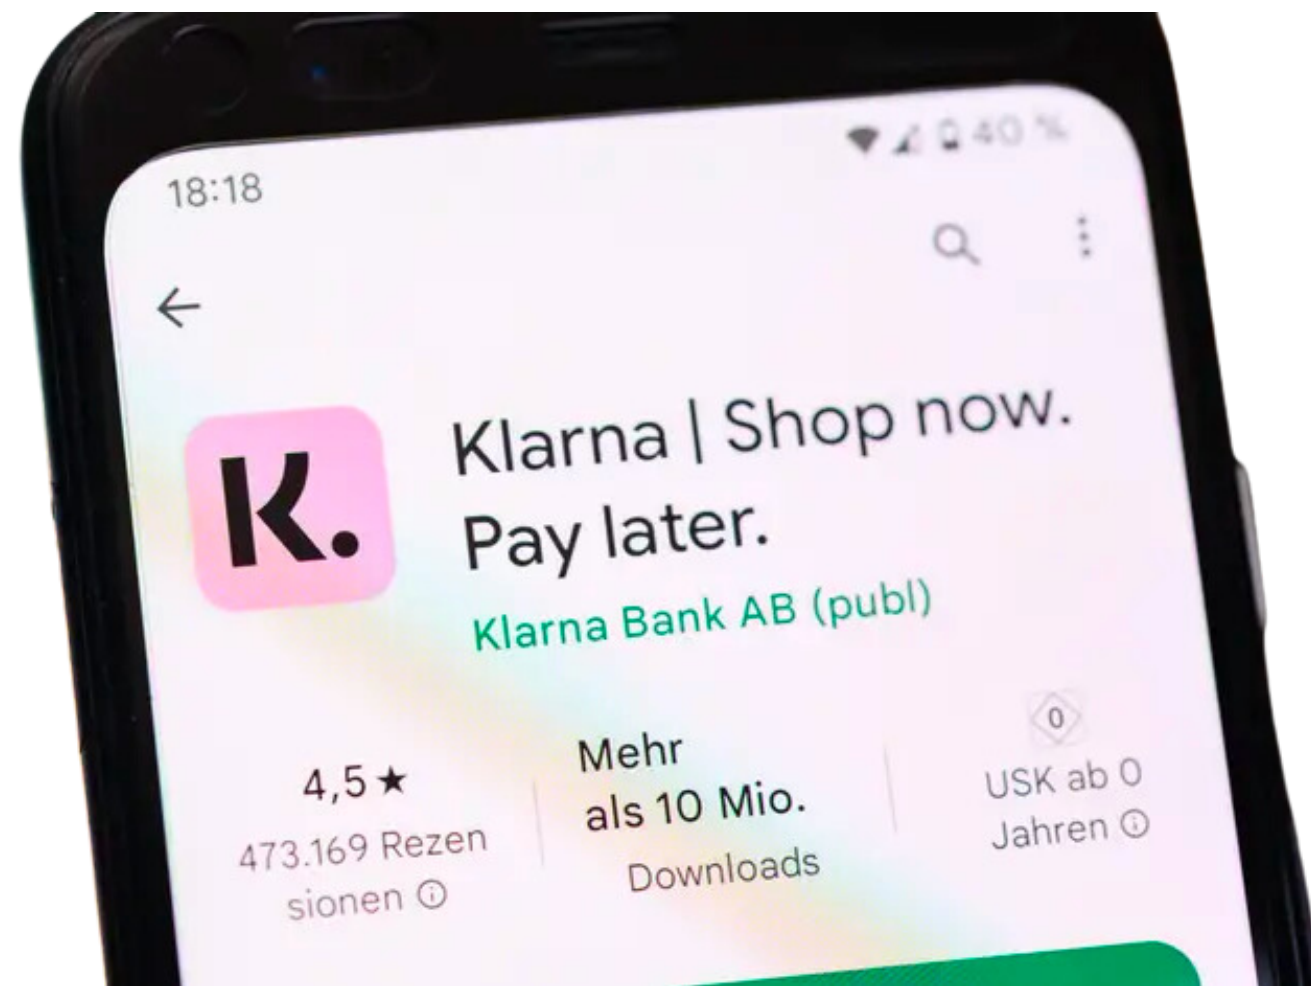 18:18
40 %
K.
Klarna | Shop now.
Pay later.
Klarna Bank AB (publ)
4,5★
473.169 Rezen
sionen
Mehr
als 10 Mio.
Downloads
0
USK ab 0
Jahren